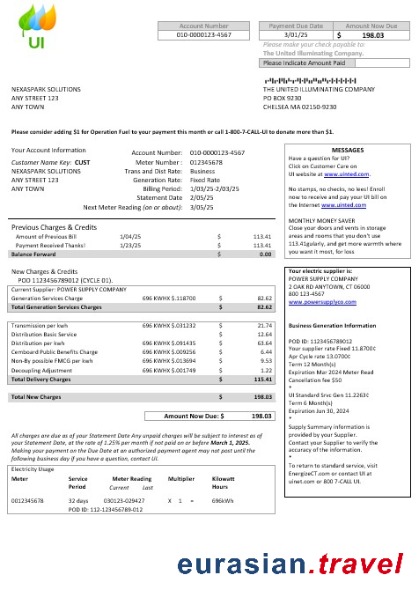 UI
Account Number
010-0000123-4567
Payment Due Date Amount Now Due
3/01/25 $ 198.03
Please make your check payable to:
The United Illuminating Company.
Please Indicate Amount Paid
NEXASPARK SOLUTIONS
ANY STREET 123
ANY TOWN
THE UNITED ILLUMINATING COMPANY
PO BOX 9230
CHELSEA MA 02150-9230
Please consider adding $1 for Operation Fuel to your payment this month or call 1-800-7-CALL-UI to donate more than $1.
Your Account Information
Customer Name Key: CUST
NEXASPARK SOLUTIONS
ANY STREET 123
ANY TOWN
Account Number: 010-0000123-4567
Meter Number: 012345678
Trans and Dist Rate: Business
Generation Rate: Fixed Rate
Billing Period: 1/03/25-2/03/25
Statement Date: 2/05/25
Next Meter Reading (on or about): 3/05/25
Previous Charges & Credits
Amount of Previous Bill 1/04/25 $ 113.41
Payment Received Thanks! 1/23/25 $ 113.41
Balance Forward $ 0.00
New Charges & Credits
POD 1123456789012 (CYCLE 01).
Current Supplier: POWER SUPPLY COMPANY
Generation Services Charge 696 KWHX $.118700 $ 82.62
Total Generation Services Charges $ 82.62
Transmission per kwh 696 KWHX $.031232 $ 21.74
Distribution Basic Service $ 12.64
Distribution per kwh 696 KWHX $.091435 $ 63.64
Combound Public Benefits Charge 696 KWHX $.009256 $ 6.44
Non-By possible FMCC per kWh 696 KWHX $.013694 $ 9.53
Decoupling Adjustment 696 KWHX $.001749 $ 1.22
Total Delivery Charges $ 115.41
Total New Charges $ 198.03
Amount Now Due: $ 198.03
All charges are due as of your Statement Date Any unpaid charges will be subject to interest as of
your Statement Date, at the rate of 1.25% per month if not paid on or before March 1, 2025.
Making your payment on the Due Date at an authorized payment agency may not post until the
following business day if you have a question, contact UI.
Electricity Usage
Meter Service Period Meter Reading Current Last Multiplier Kilowatt Hours
0012345678 32 days 030123-029427 X 1 = 696kWh
POD ID: 112-123456789-012
MESSAGES
Have a question for UI?
Click on Customer Care on
UI website at www.uinted.com.
No stamps, no checks, no lees! Enroll
now to receive and pay your UI bill on
the Internet www.uinted.com
MONTHLY MONEY SAVER
Close your doors and vents in storage
areas and rooms that you don't use
113.41gularly, and get more warmth where
you want it most, for less
Your electric supplier is:
POWER SUPPLY COMPANY
2 OAK RD ANYTOWN, CT 06000
800 123-4567
www.powersupplyco.com
Business Generation Information
POD ID: 1123456789012
Your supplier rate Fixed 11.8700¢
Apr Cycle rate 13.0700¢
Term 12 Month(s)
Expiration Mar 2024 Meter Read
Cancellation fee $50
*
UI Standard Srvc Gen 11.2263¢
Term 6 Month(s)
Expiration Jun 30, 2024
*
Supply Summary Information is
provided by your Supplier.
Contact your Supplier to verify the
accuracy of the information.
*
To return to standard service, visit
EnergizeCT.com or contact UI at
uinet.com or 800 7-CALL UI.
eurasian.travel